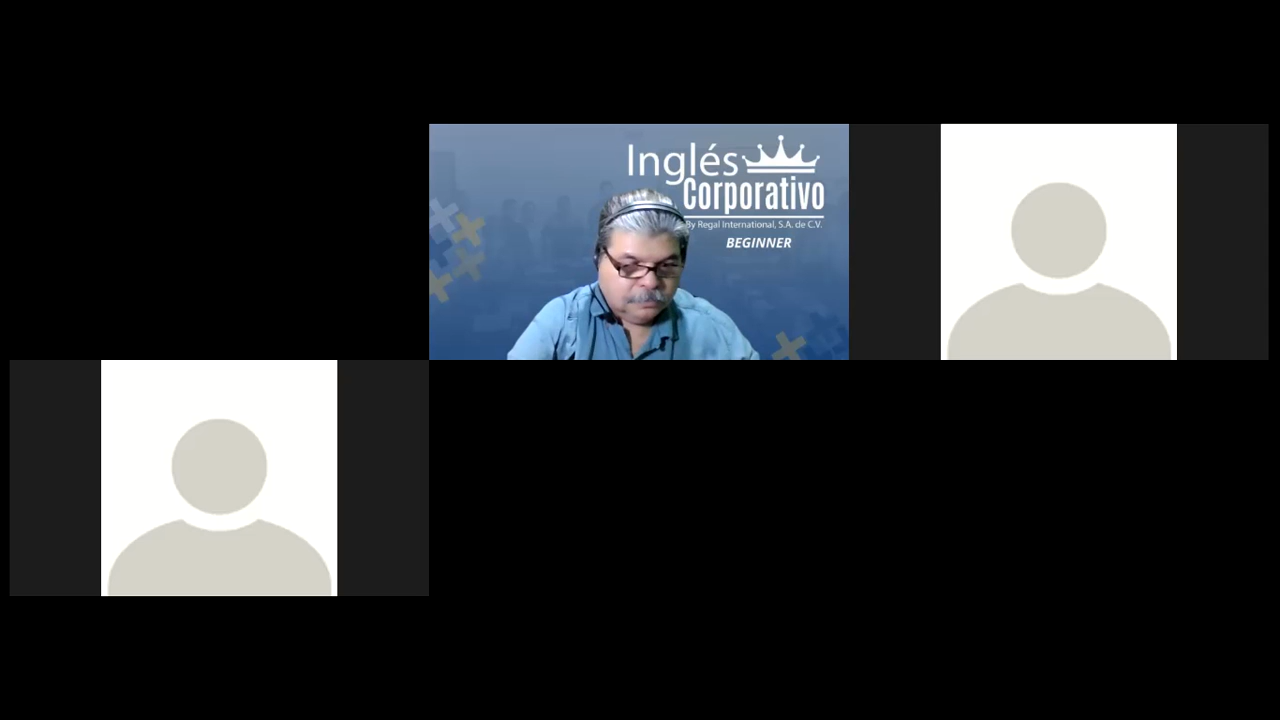 Inglés
Corporativo
By Regal International, S.A. de C.V.
BEGINNER